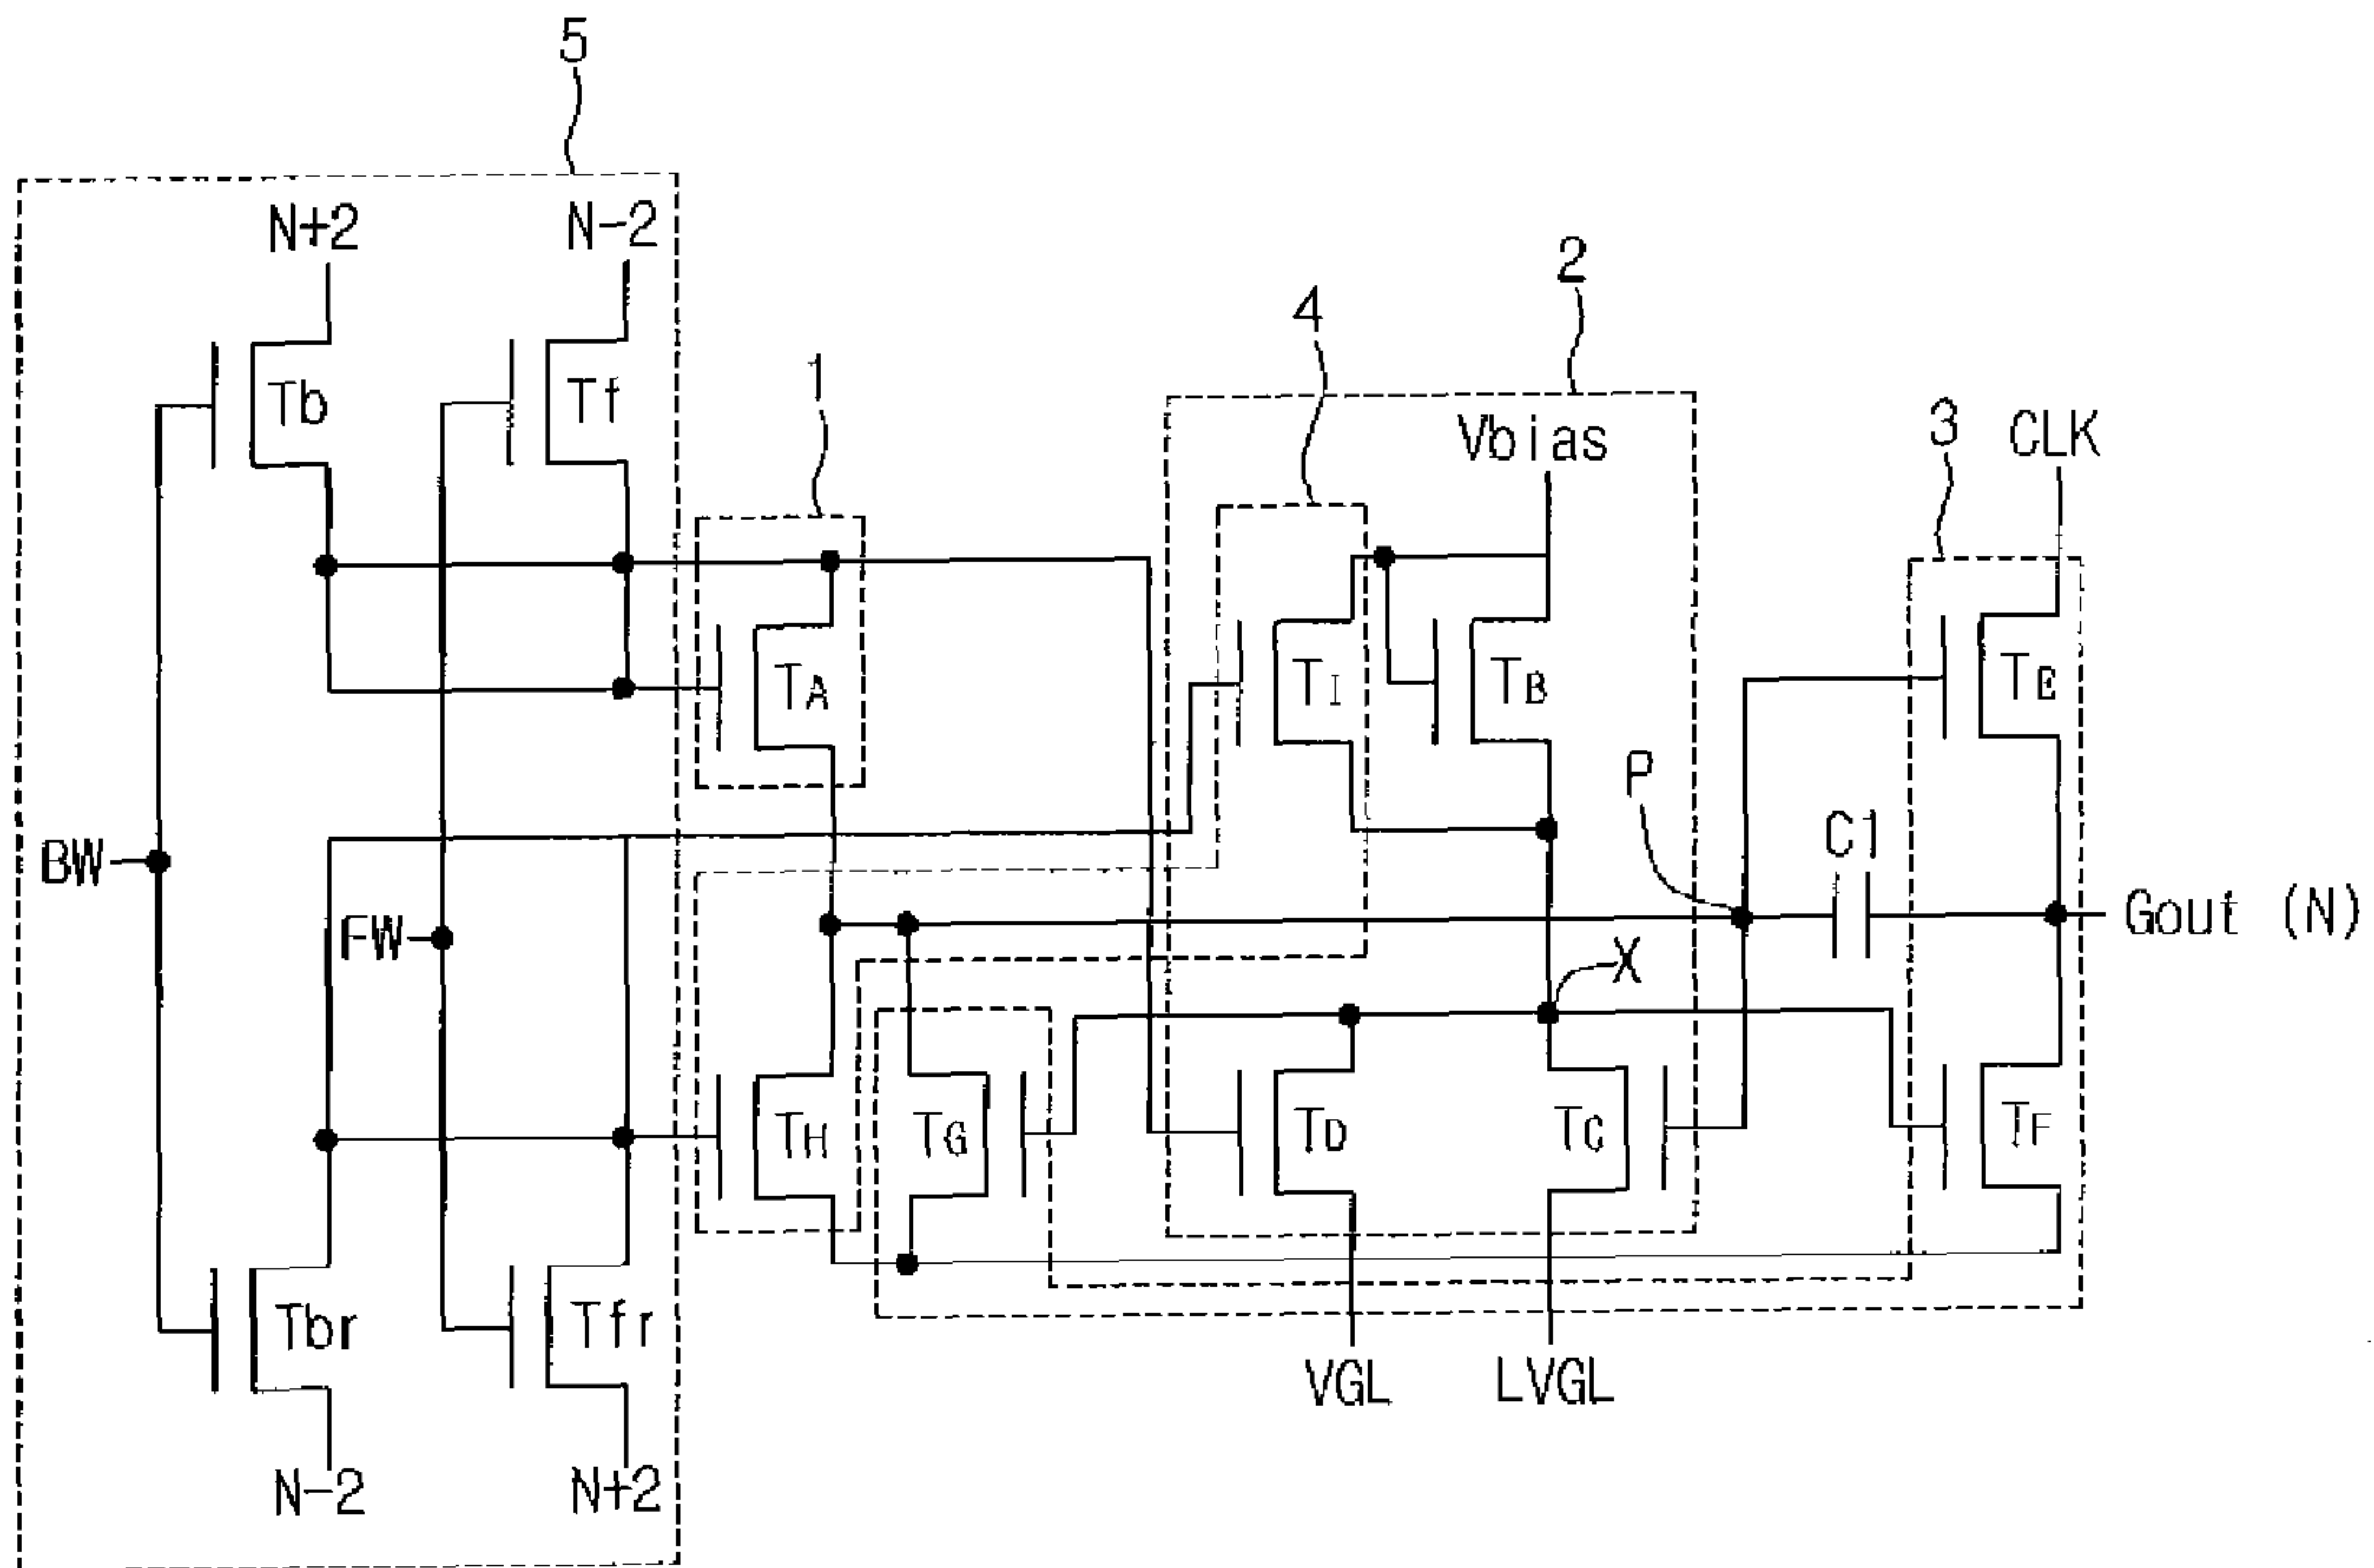 5
N+2
N-2
2
4
1
3
Vbias
CLK
Tb
Tf
TA
TI
TB
TE
P
C1
BW
FW
Gout (N)
X
TH
TG
TD
TC
TF
Tbr
Tfr
VGL
LVGL
N-2
N+2